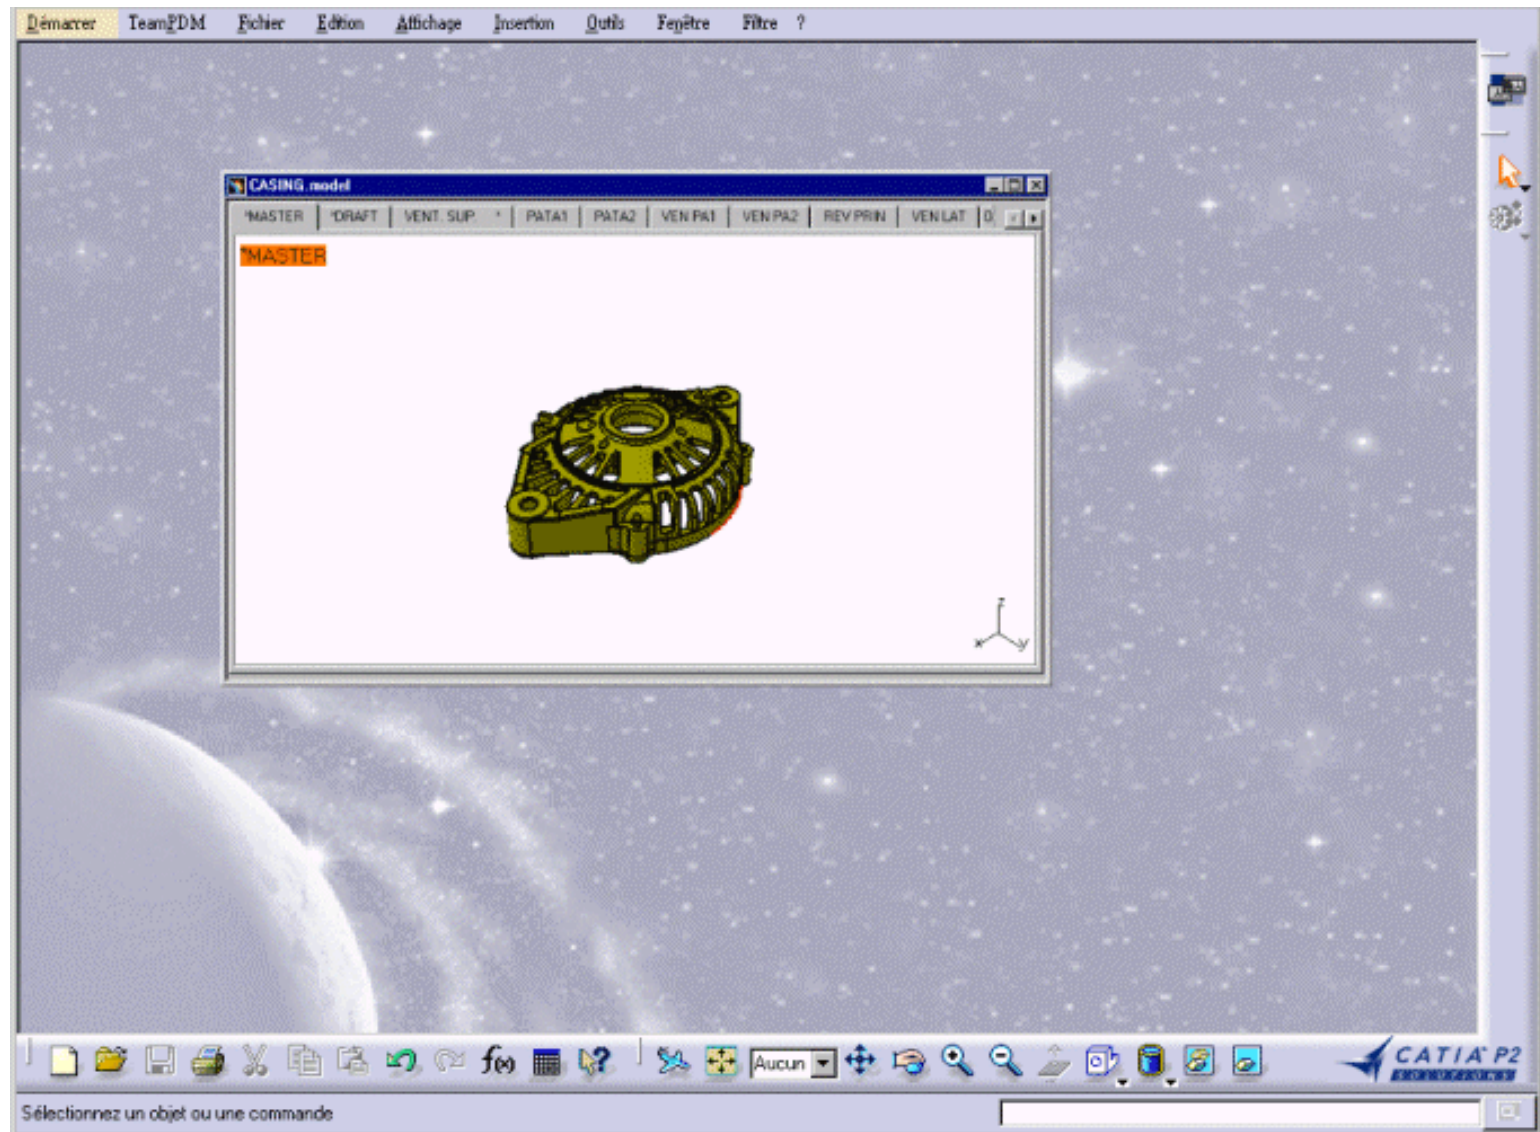 Démarrer TeamPDM Fichier Edition Affichage Insertion Outils Fenêtre Filtre ?
CASING.model
*MASTER *DRAFT VENT. SUP. * PATA1 PATA2 VEN PA1 VEN PA2 REV PRIN VEN LAT
*MASTER
z
x y
f(x) ? Aucun
CATIA P2
Sélectionnez un objet ou une commande